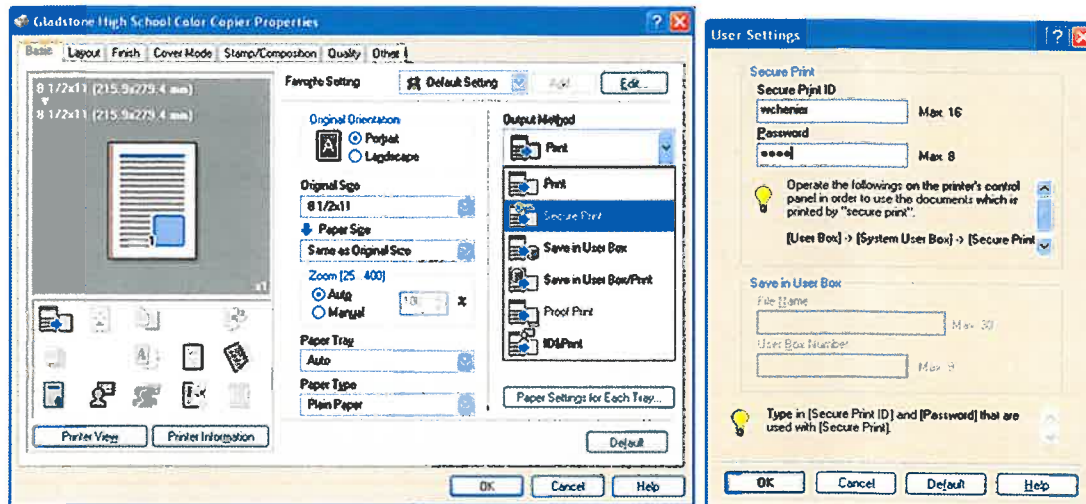 Gladstone High School Color Copier Properties
Basic Layout Finish Cover Mode Stamp/Composition Quality Other
8 1/2x11 (215.9x279.4 mm)
8 1/2x11 (215.9x279.4 mm)
x1
Printer View
Printer Information
Favorite Setting
Default Setting
Add
Edit...
Original Orientation
A
Portrait
Landscape
Original Size
8 1/2x11
Paper Size
Same as Original Size
Zoom [25..400]
Auto
Manual
%
Paper Tray
Auto
Paper Type
Plain Paper
Output Method
Print
Print
Secure Print
Save in User Box
Save in User Box/Print
Proof Print
ID&Print
Paper Settings for Each Tray...
Default
OK
Cancel
Help
User Settings
Secure Print
Secure Print ID
wchenier
Max. 16
Password
Max. 8
Operate the followings on the printer's control
panel in order to use the documents which is
printed by "secure print".
[User Box] -> [System User Box] -> [Secure Print
Save in User Box
File Name
Max. 30
User Box Number
Max. 9
Type in [Secure Print ID] and [Password] that are
used with [Secure Print].
OK
Cancel
Default
Help